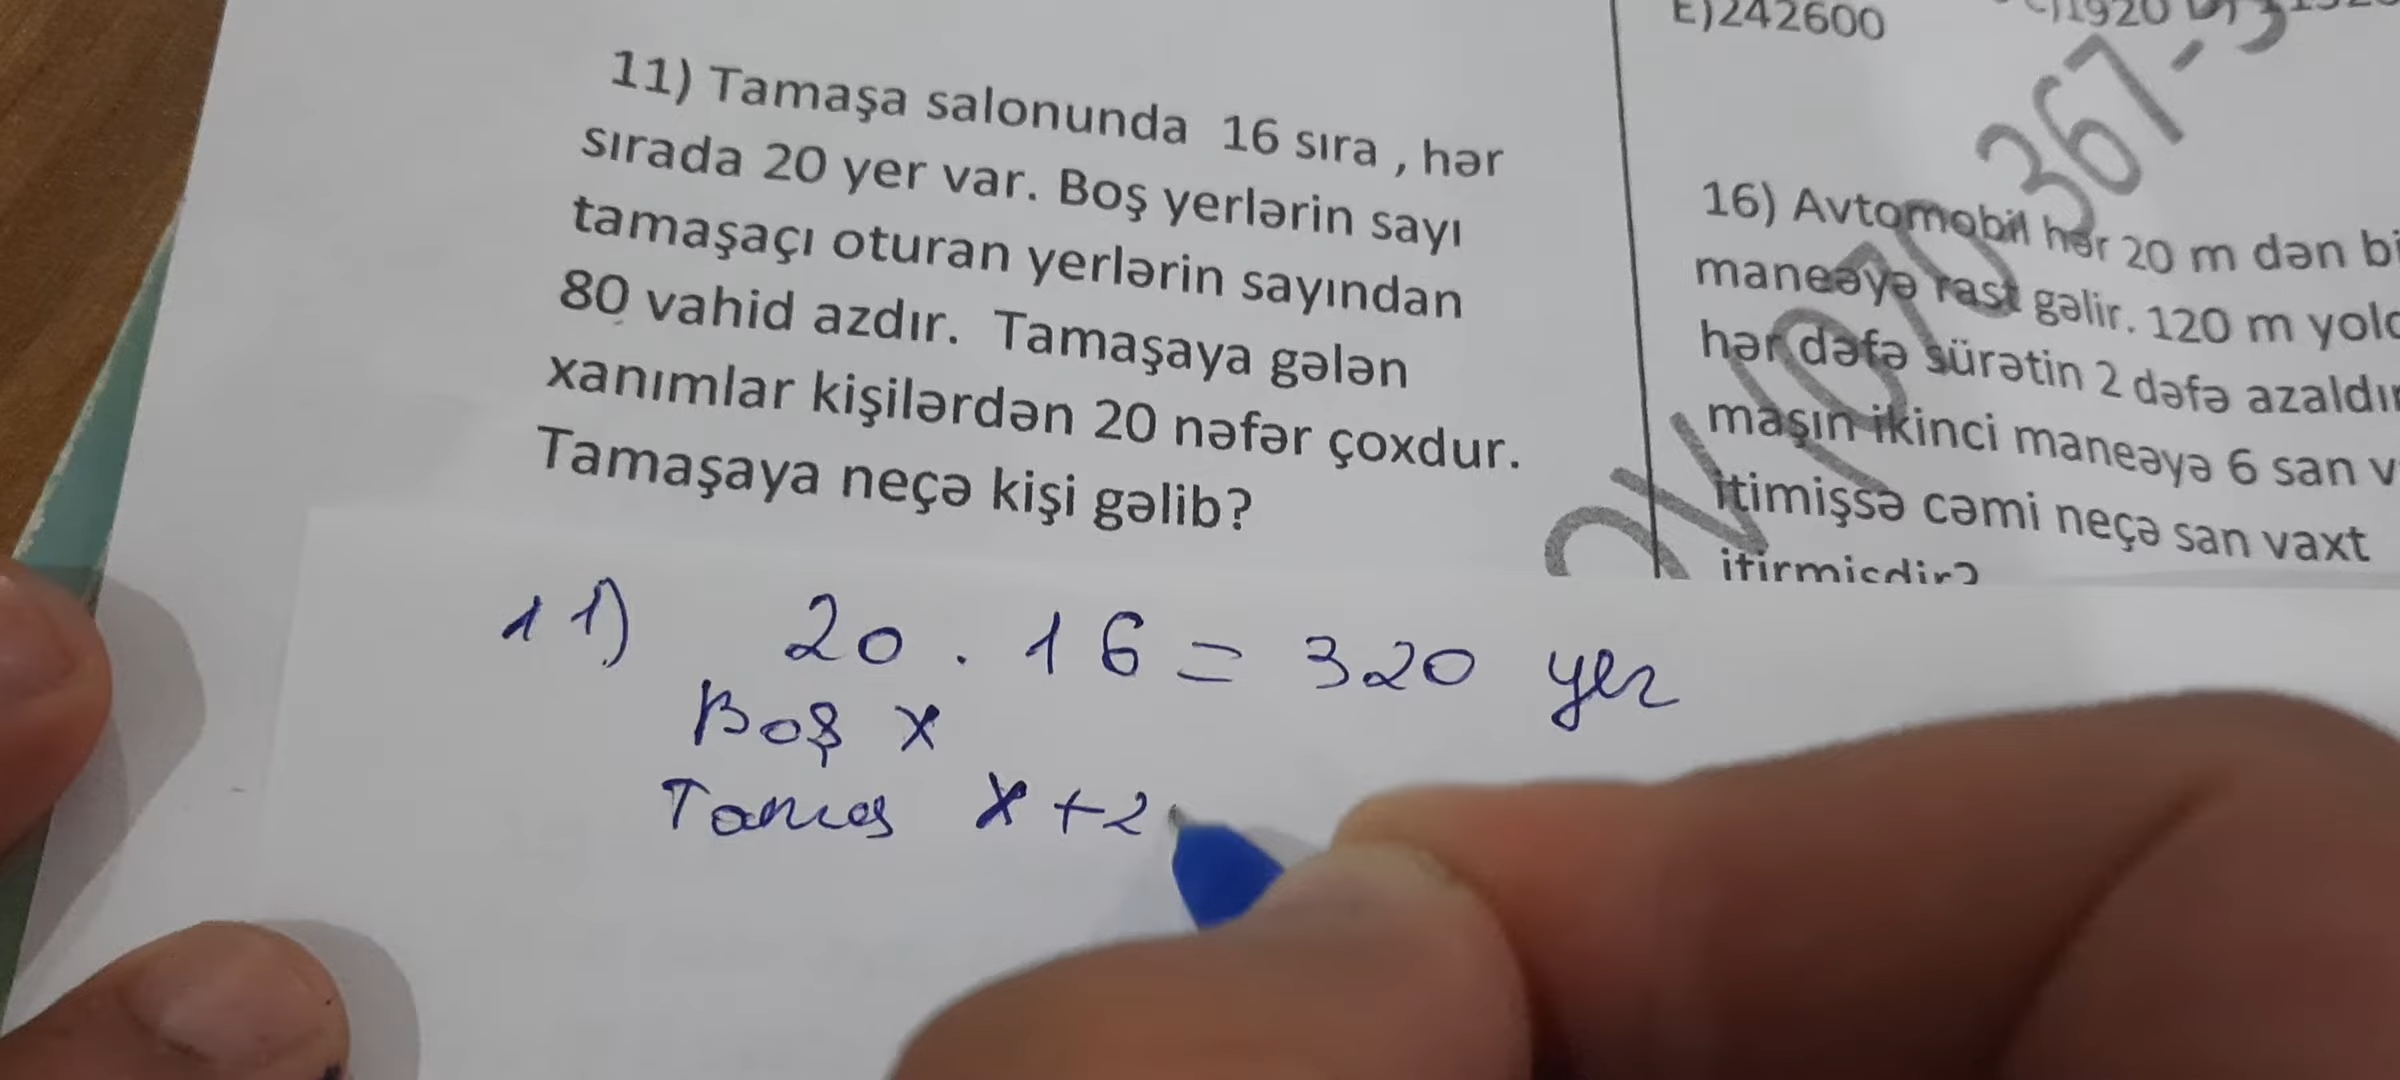 11) Tamaşa salonunda 16 sıra , hər
sırada 20 yer var. Boş yerlərin sayı
tamaşaçı oturan yerlərin sayından
80 vahid azdır. Tamaşaya gələn
xanımlar kişilərdən 20 nəfər çoxdur.
Tamaşaya neçə kişi gəlib?
11) 20 . 16 = 320 yer
Boş x
Tamaş x + 2
E)242600
16) Avtomobil hər 20 m dən
maneəyə rast gəlir. 120 m
hər dəfə sürətin 2 dəfə
maşın ikinci maneəyə 6 san
itimişsə cəmi neçə san vaxt
itirmişdir?
367-